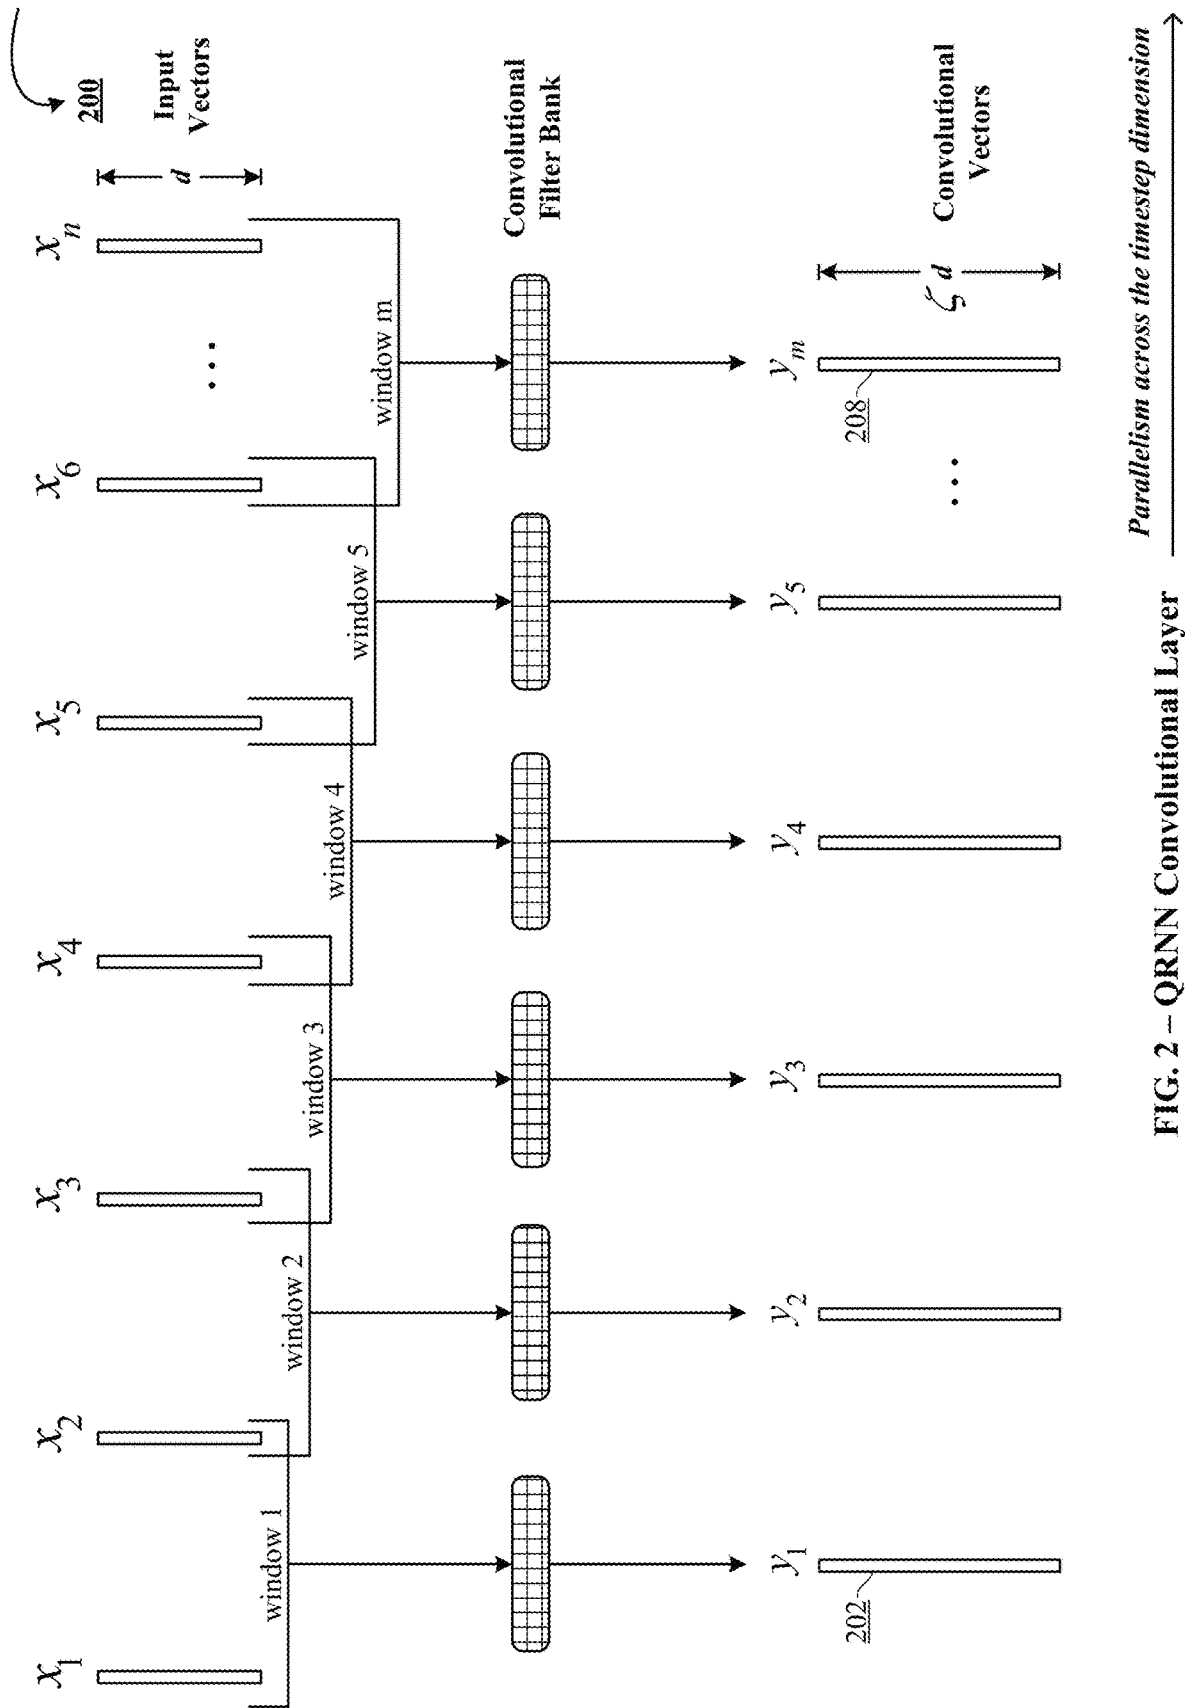 200
x1 x2 x3 x4 x5 x6 ... xn
d
Input
Vectors
window 1
window 2
window 3
window 4
window 5
window m
Convolutional
Filter Bank
y1 y2 y3 y4 y5 ym
202
208
...
ζ d
Convolutional
Vectors
Parallelism across the timestep dimension
FIG. 2 – QRNN Convolutional Layer